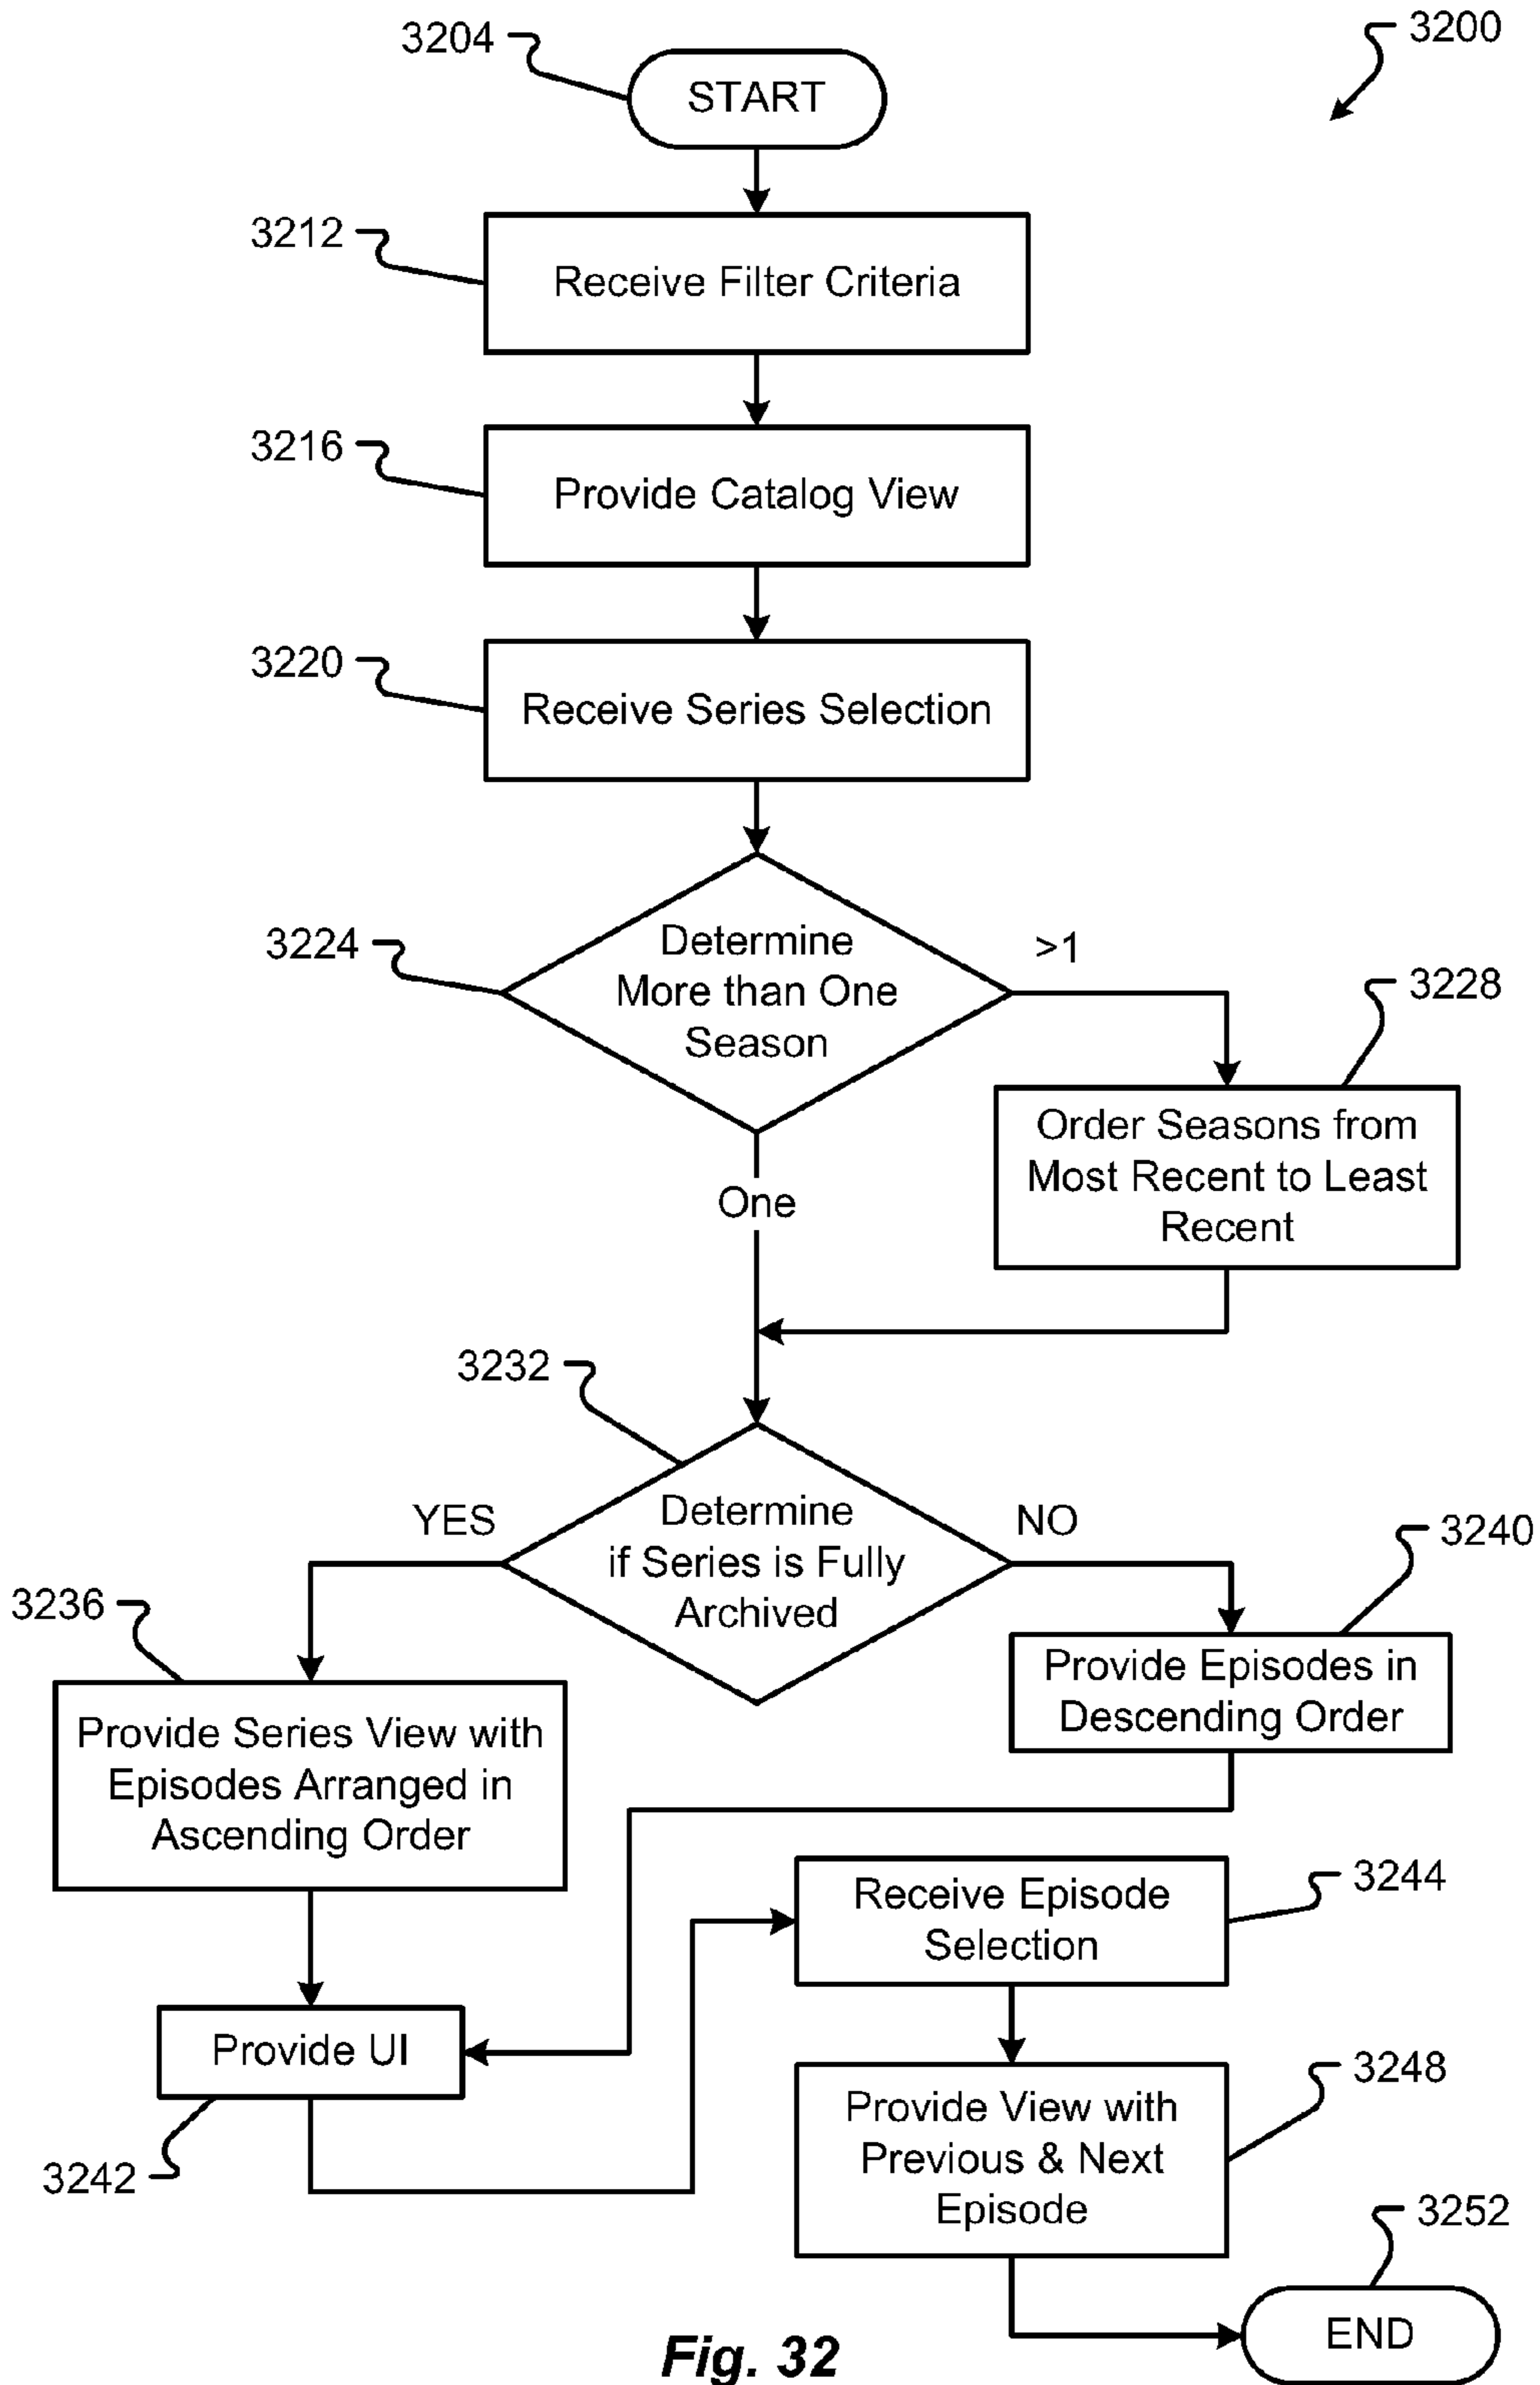 3204
3200
START
3212
Receive Filter Criteria
3216
Provide Catalog View
3220
Receive Series Selection
3224
Determine
More than One
Season
>1
3228
Order Seasons from
Most Recent to Least
Recent
One
3232
Determine
if Series is Fully
Archived
YES
NO
3240
3236
Provide Episodes in
Descending Order
Provide Series View with
Episodes Arranged in
Ascending Order
3244
Receive Episode
Selection
Provide UI
3242
3248
Provide View with
Previous & Next
Episode
3252
END
Fig. 32